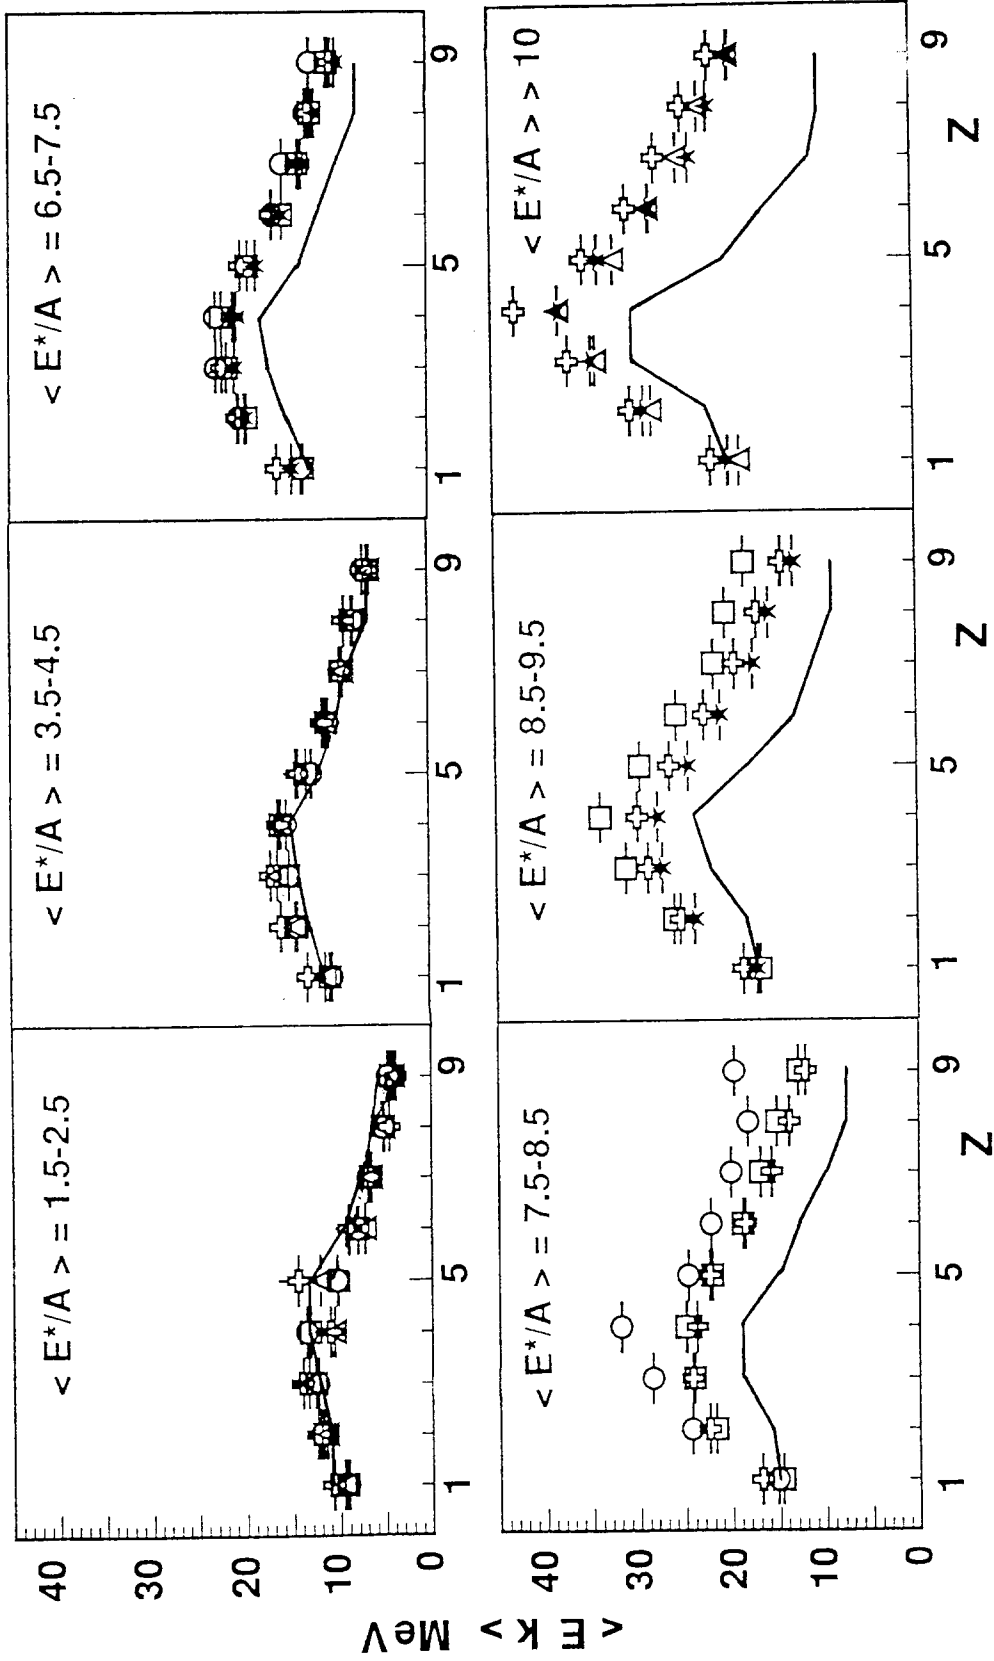 < E k > MeV
< E*/A > = 1.5-2.5
< E*/A > = 3.5-4.5
< E*/A > = 6.5-7.5
40
30
20
10
0
1
5
9
1
5
9
1
5
9
< E*/A > = 7.5-8.5
< E*/A > = 8.5-9.5
< E*/A > > 10
40
30
20
10
0
1
5
9
1
5
9
1
5
9
Z
Z
Z